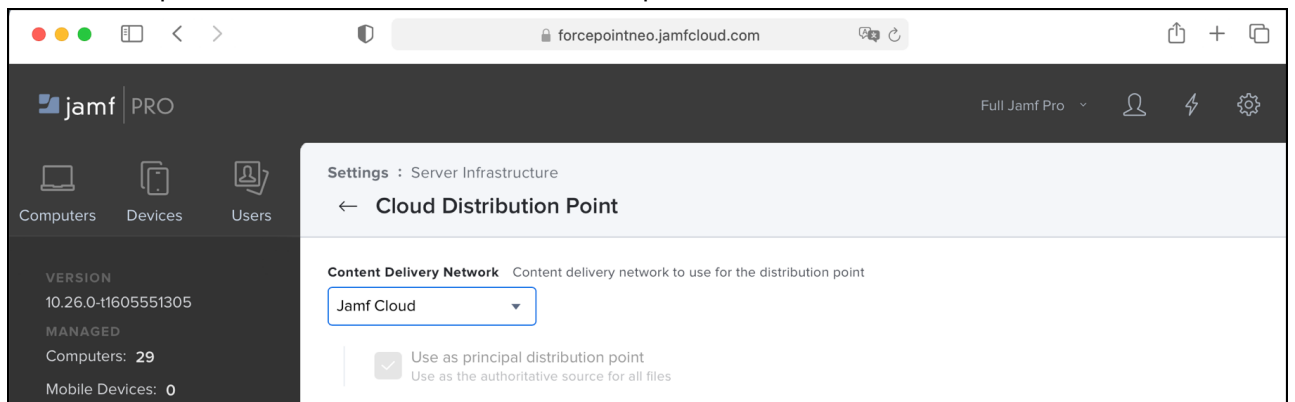 forcepointneo.jamfcloud.com
jamf PRO
Full Jamf Pro
Computers Devices Users
Settings : Server Infrastructure
← Cloud Distribution Point
VERSION
10.26.0-t1605551305
MANAGED
Computers: 29
Mobile Devices: 0
Content Delivery Network Content delivery network to use for the distribution point
Jamf Cloud
Use as principal distribution point
Use as the authoritative source for all files